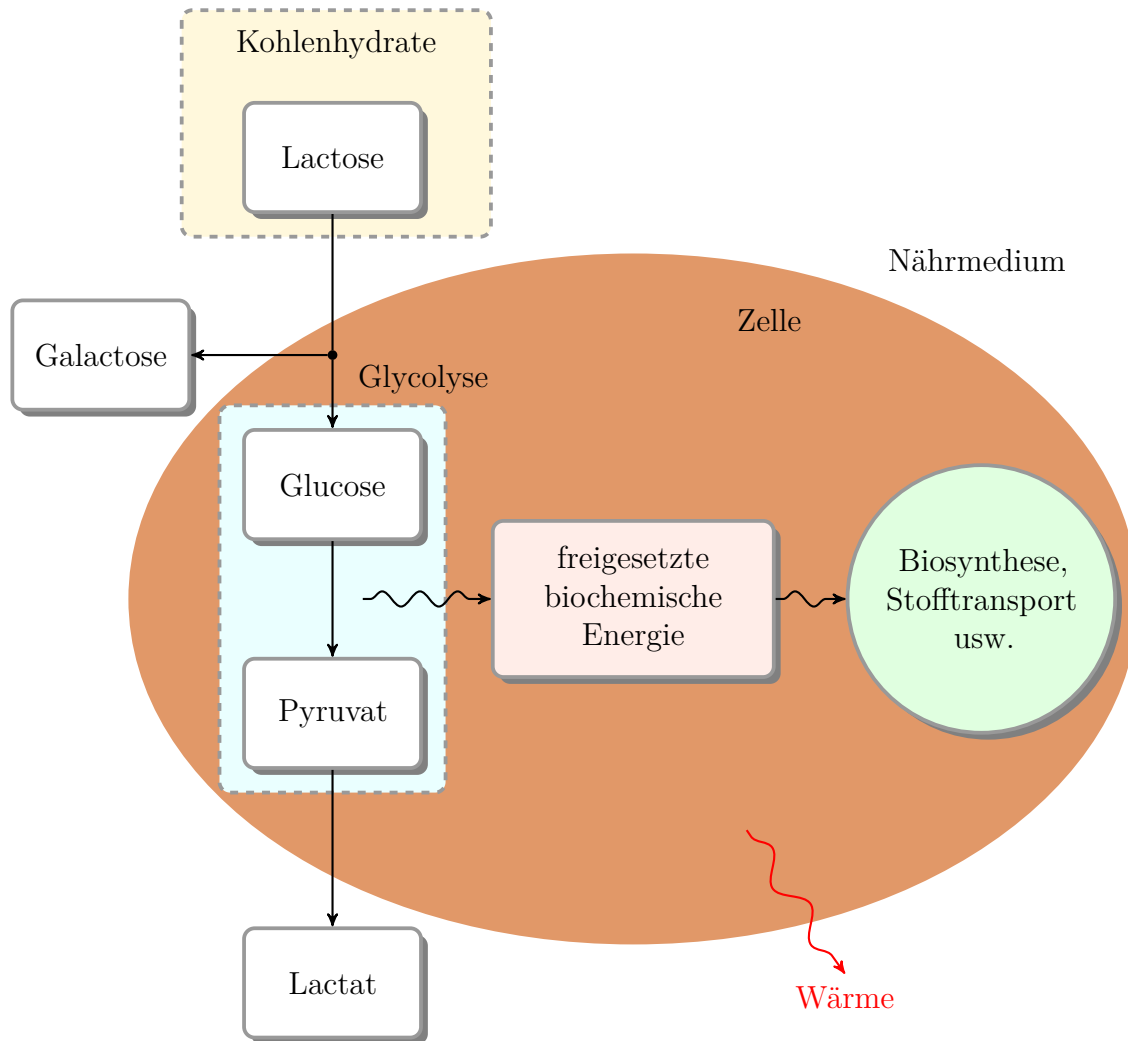 Kohlenhydrate
Lactose
Nährmedium
Zelle
Galactose
Glycolyse
Glucose
freigesetzte
biochemische
Energie
Biosynthese,
Stofftransport
usw.
Pyruvat
Lactat
Wärme